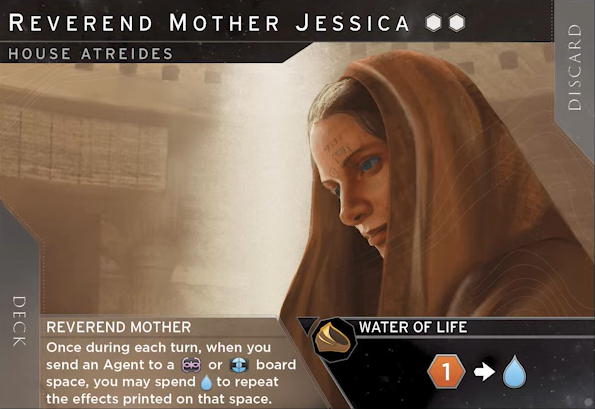 REVEREND MOTHER JESSICA
HOUSE ATREIDES
DISCARD
DECK
REVEREND MOTHER
Once during each turn, when you
send an Agent to a or board
space, you may spend to repeat
the effects printed on that space.
WATER OF LIFE
1